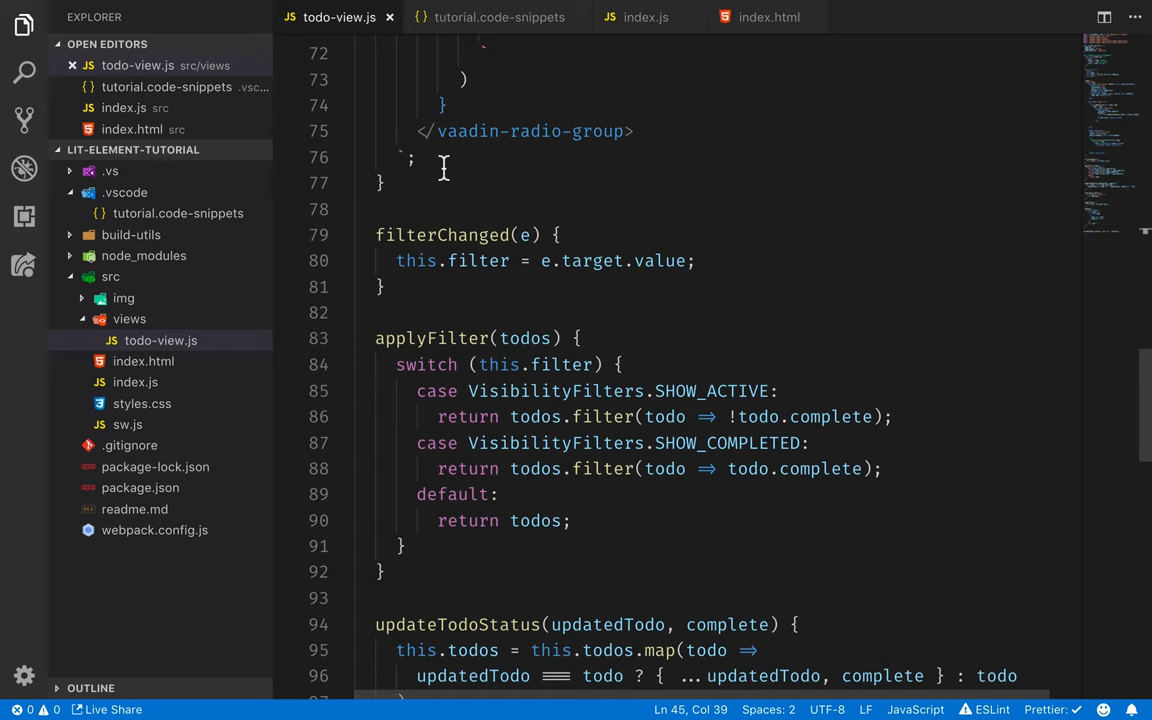 EXPLORER
todo-view.js
{} tutorial.code-snippets
JS index.js
index.html
OPEN EDITORS
JS todo-view.js src/views
{} tutorial.code-snippets .vsc...
JS index.js src
index.html src
LIT-ELEMENT-TUTORIAL
.vs
.vscode
{} tutorial.code-snippets
build-utils
node_modules
src
img
views
JS todo-view.js
index.html
JS index.js
styles.css
JS sw.js
.gitignore
package-lock.json
package.json
readme.md
webpack.config.js
OUTLINE
72 `
73 )
74 }
75 </vaadin-radio-group>
76 `;
77 }
78
79 filterChanged(e) {
80 this.filter = e.target.value;
81 }
82
83 applyFilter(todos) {
84 switch (this.filter) {
85 case VisibilityFilters.SHOW_ACTIVE:
86 return todos.filter(todo => !todo.complete);
87 case VisibilityFilters.SHOW_COMPLETED:
88 return todos.filter(todo => todo.complete);
89 default:
90 return todos;
91 }
92 }
93
94 updateTodoStatus(updatedTodo, complete) {
95 this.todos = this.todos.map(todo =>
96 updatedTodo === todo ? { ...updatedTodo, complete } : todo
0 0 Live Share Ln 45, Col 39 Spaces: 2 UTF-8 LF JavaScript ESLint Prettier: ✓